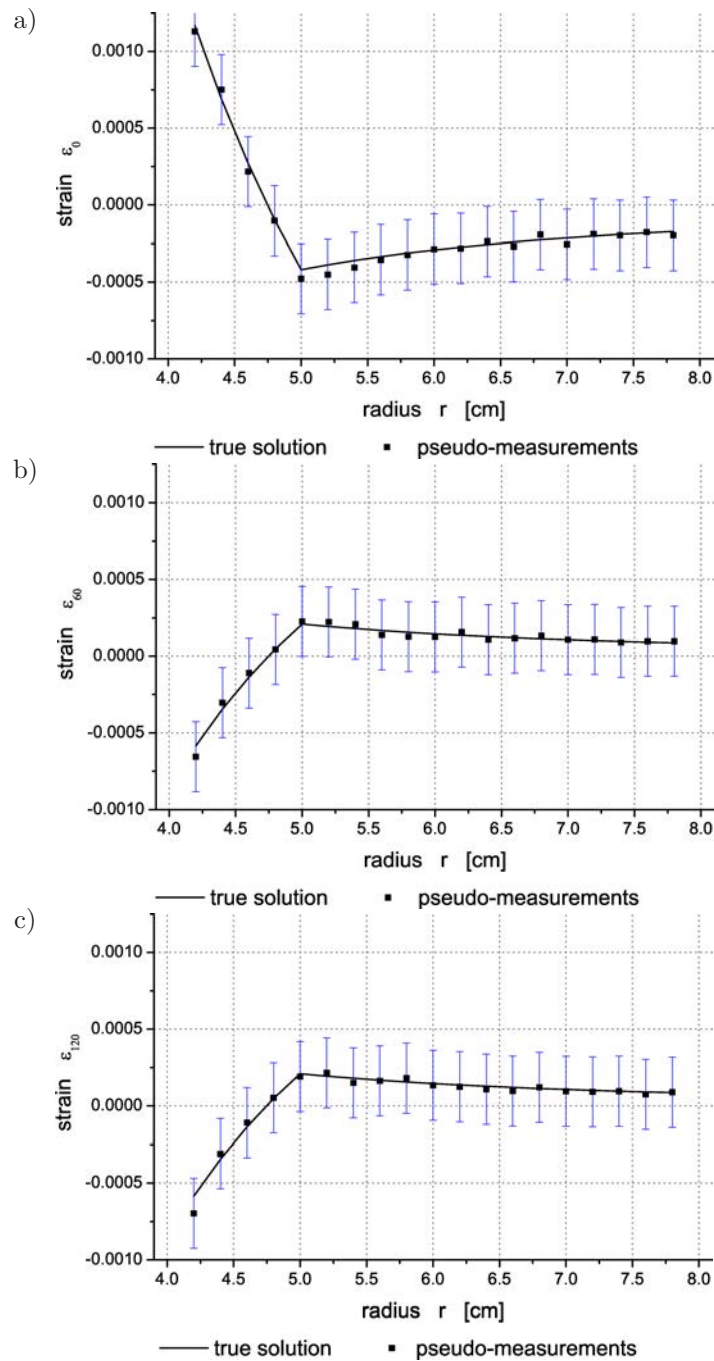 a)
0.0010
0.0005
0.0000
-0.0005
-0.0010
strain ε₀
4.0 4.5 5.0 5.5 6.0 6.5 7.0 7.5 8.0
radius r [cm]
true solution pseudo-measurements
b)
0.0010
0.0005
0.0000
-0.0005
-0.0010
strain ε₆₀
4.0 4.5 5.0 5.5 6.0 6.5 7.0 7.5 8.0
radius r [cm]
true solution pseudo-measurements
c)
0.0010
0.0005
0.0000
-0.0005
-0.0010
strain ε₁₂₀
4.0 4.5 5.0 5.5 6.0 6.5 7.0 7.5 8.0
radius r [cm]
true solution pseudo-measurements